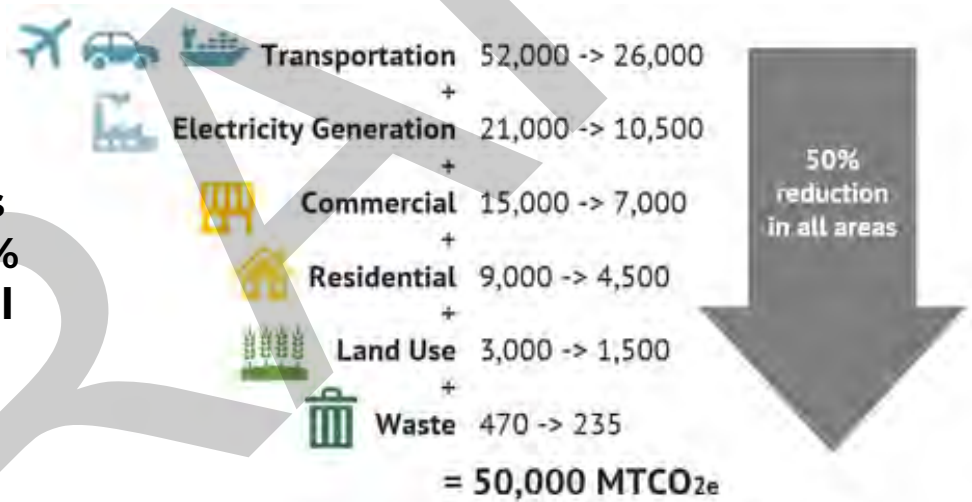 Transportation 52,000 -> 26,000
+
Electricity Generation 21,000 -> 10,500
+
Commercial 15,000 -> 7,000
+
Residential 9,000 -> 4,500
+
Land Use 3,000 -> 1,500
+
Waste 470 -> 235
= 50,000 MTCO2e
50%
reduction
in all areas
s
%
l